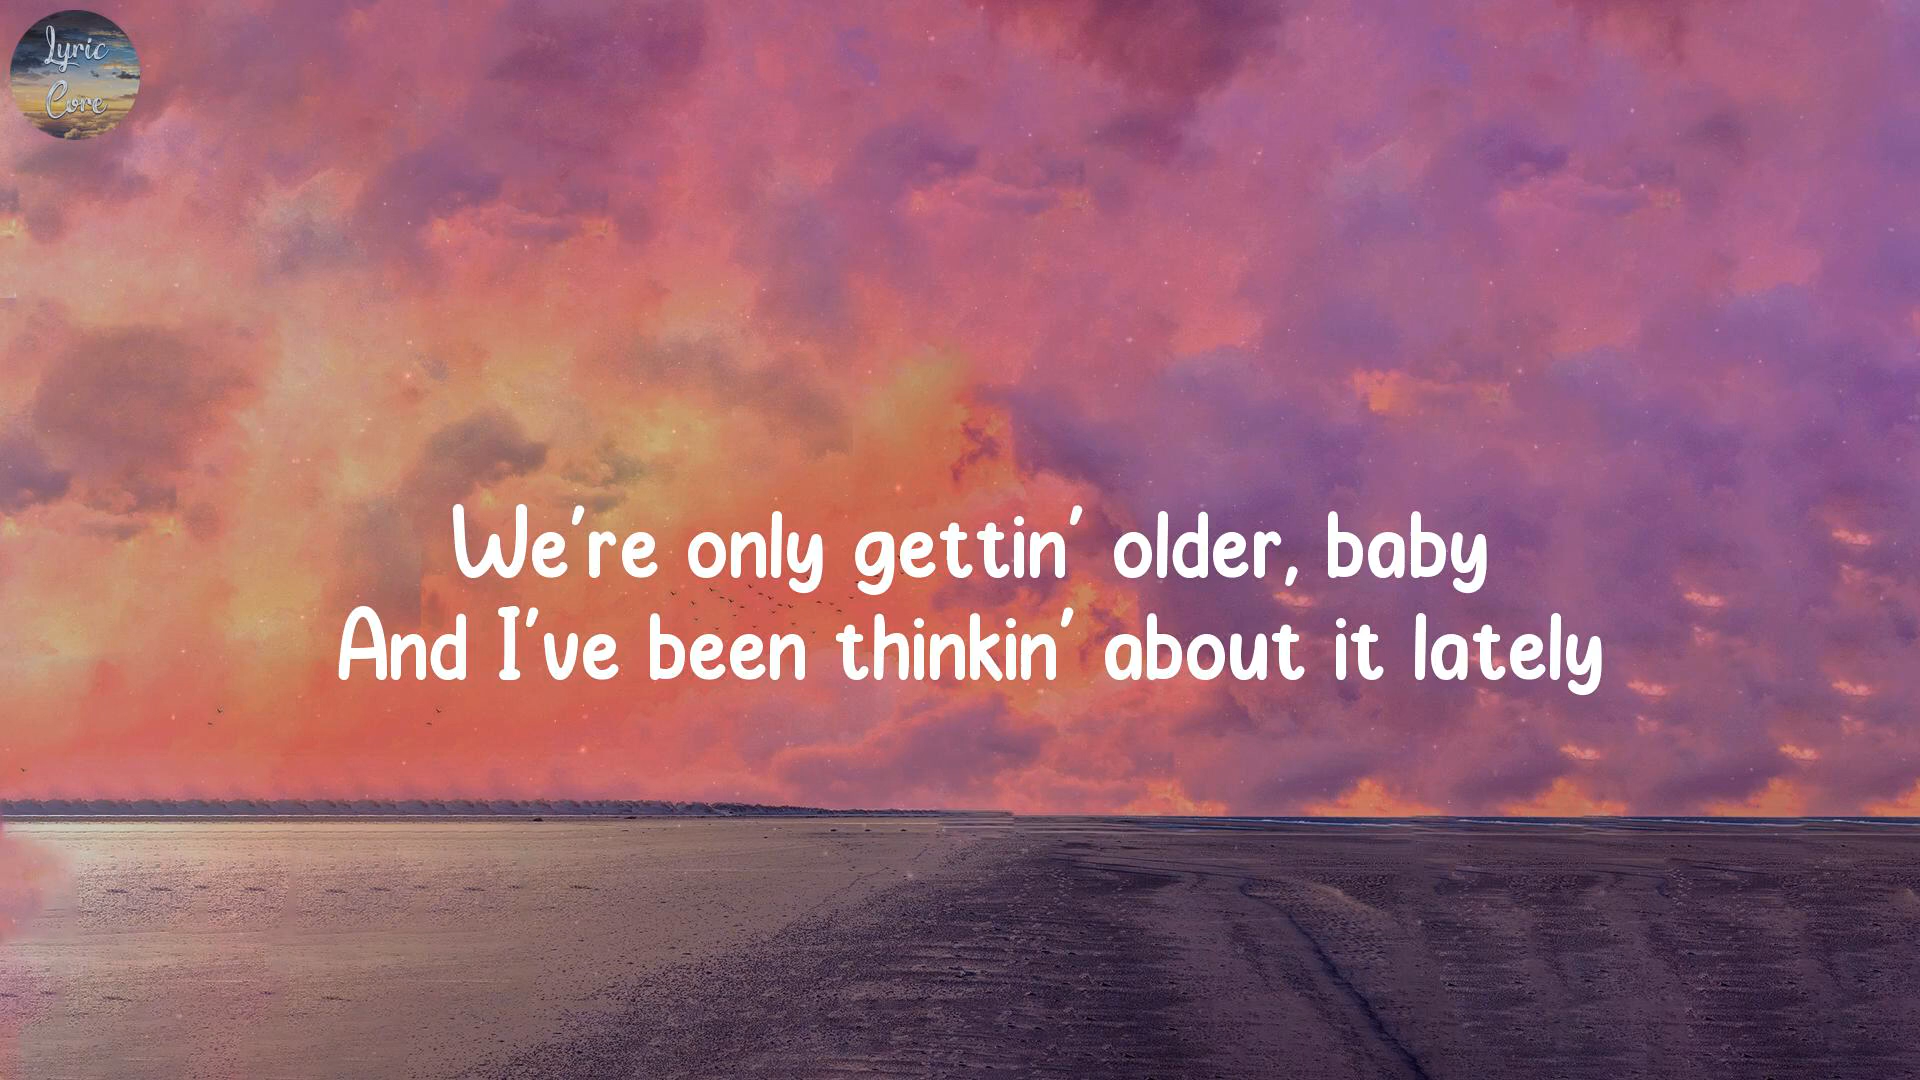 Lyric
Core
We're only gettin' older, baby
And I've been thinkin' about it lately